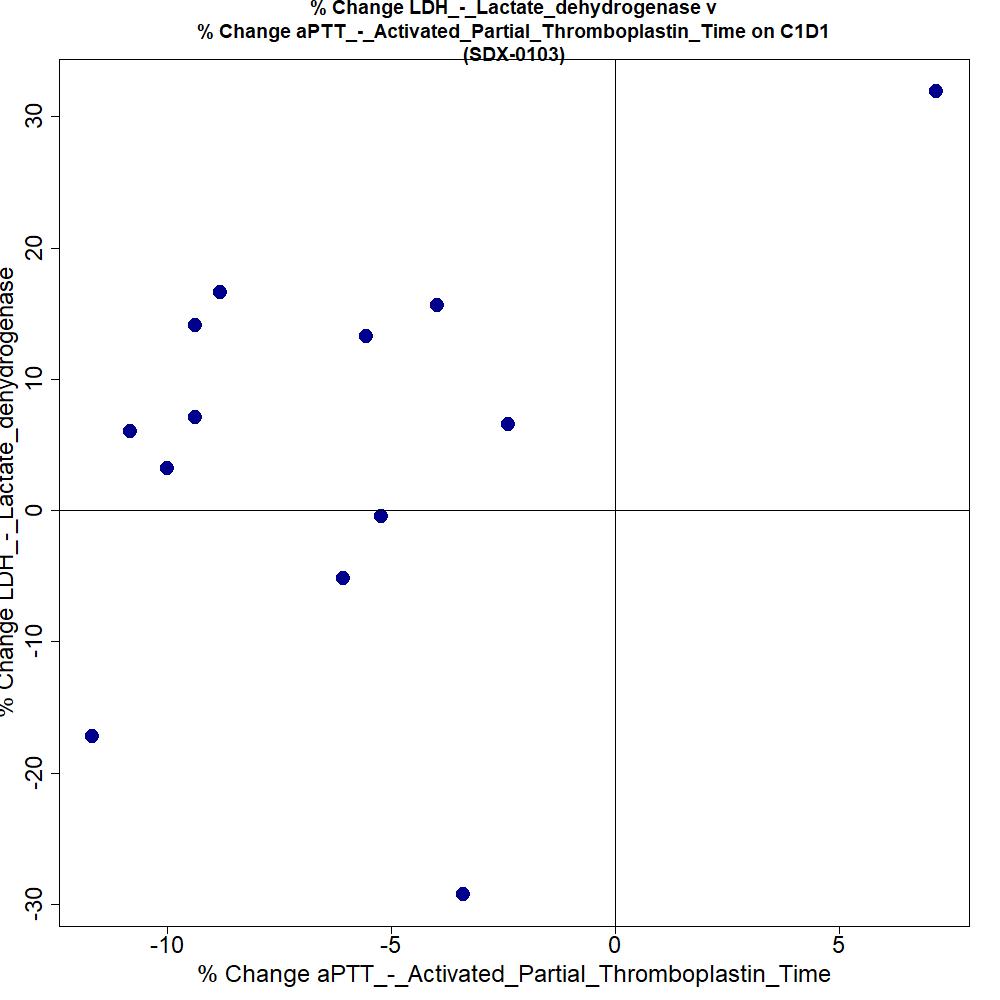 % Change LDH_-_Lactate_dehydrogenase v
% Change aPTT_-_Activated_Partial_Thromboplastin_Time on C1D1
(SDX-0103)
% Change LDH_-_Lactate_dehydrogenase
30
20
10
0
-10
-20
-30
-10
-5
0
5
% Change aPTT_-_Activated_Partial_Thromboplastin_Time